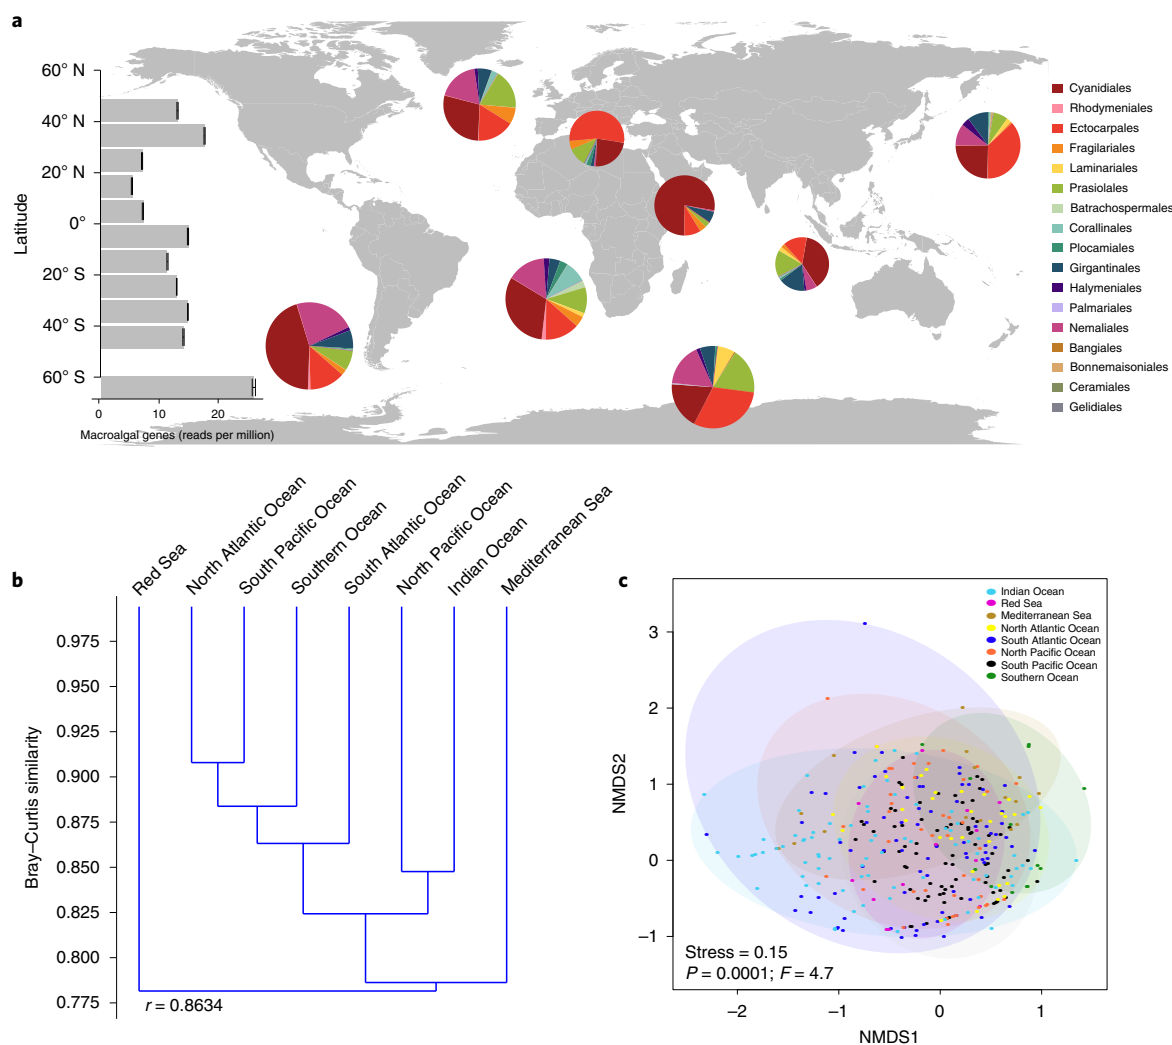 a
60° N
40° N
20° N
0°
20° S
40° S
60° S
Latitude
0
10
20
Macroalgal genes (reads per million)
Cyanidiales
Rhodymeniales
Ectocarpales
Fragilariales
Laminariales
Prasiolales
Batrachospermales
Corallinales
Plocamiales
Girgantinales
Halymeniales
Palmariales
Nemaliales
Bangiales
Bonnemaisoniales
Ceramiales
Gelidiales
b
Red Sea
North Atlantic Ocean
South Pacific Ocean
Southern Ocean
South Atlantic Ocean
North Pacific Ocean
Indian Ocean
Mediterranean Sea
0.975
0.950
0.925
0.900
0.875
0.850
0.825
0.800
0.775
Bray–Curtis similarity
r = 0.8634
c
Indian Ocean
Red Sea
Mediterranean Sea
North Atlantic Ocean
South Atlantic Ocean
North Pacific Ocean
South Pacific Ocean
Southern Ocean
3
2
1
0
–1
NMDS2
Stress = 0.15
P = 0.0001; F = 4.7
–2
–1
0
1
NMDS1